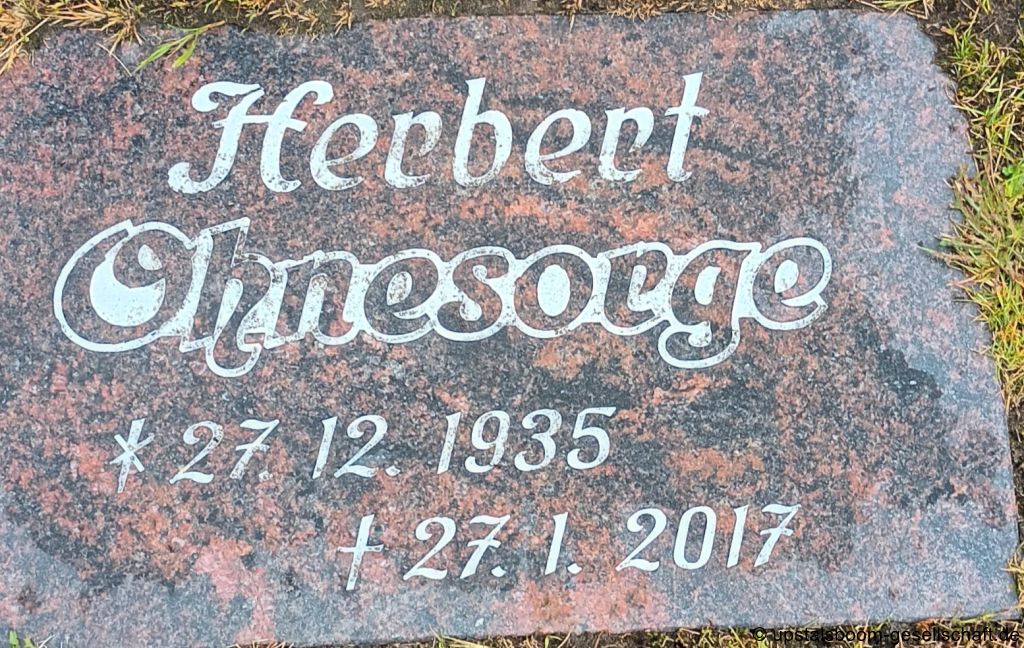 Herbert
Ohnesorge
* 27. 12. 1935
† 27. 1. 2017
© upstalsboom-gesellschaft.de